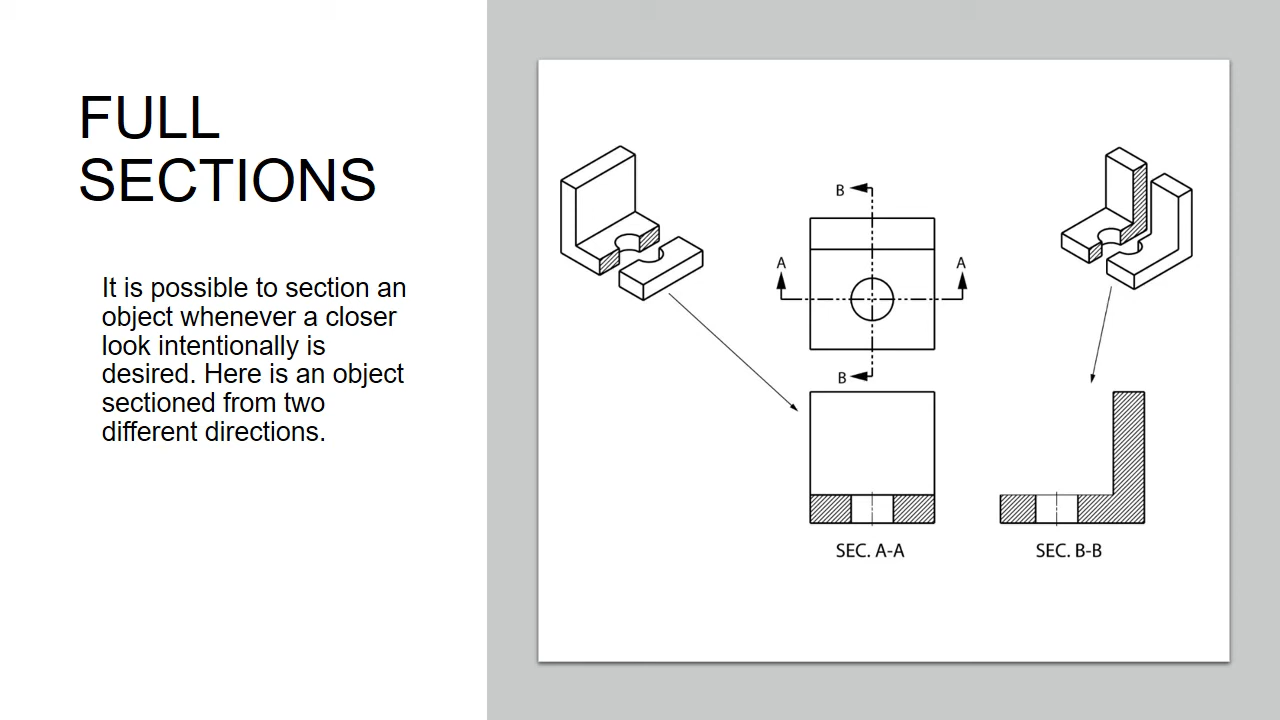 FULL
SECTIONS
It is possible to section an
object whenever a closer
look intentionally is
desired. Here is an object
sectioned from two
different directions.
B
A
A
B
SEC. A-A
SEC. B-B